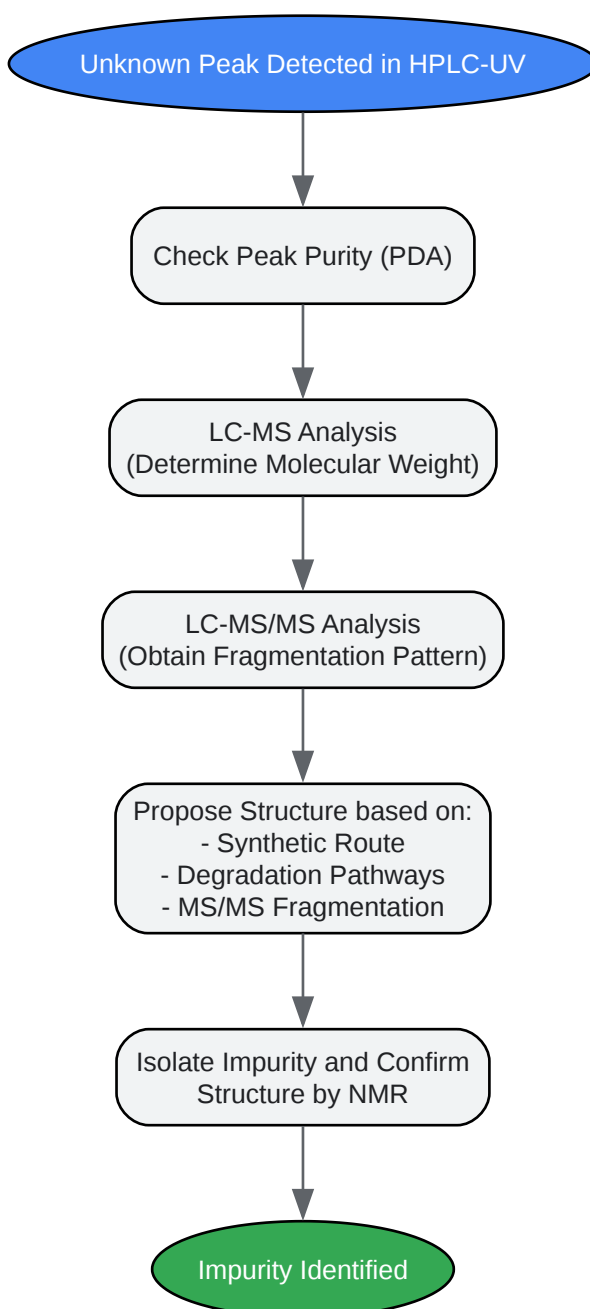 Unknown Peak Detected in HPLC-UV
Check Peak Purity (PDA)
LC-MS Analysis
(Determine Molecular Weight)
LC-MS/MS Analysis
(Obtain Fragmentation Pattern)
Propose Structure based on:
- Synthetic Route
- Degradation Pathways
- MS/MS Fragmentation
Isolate Impurity and Confirm
Structure by NMR
Impurity Identified